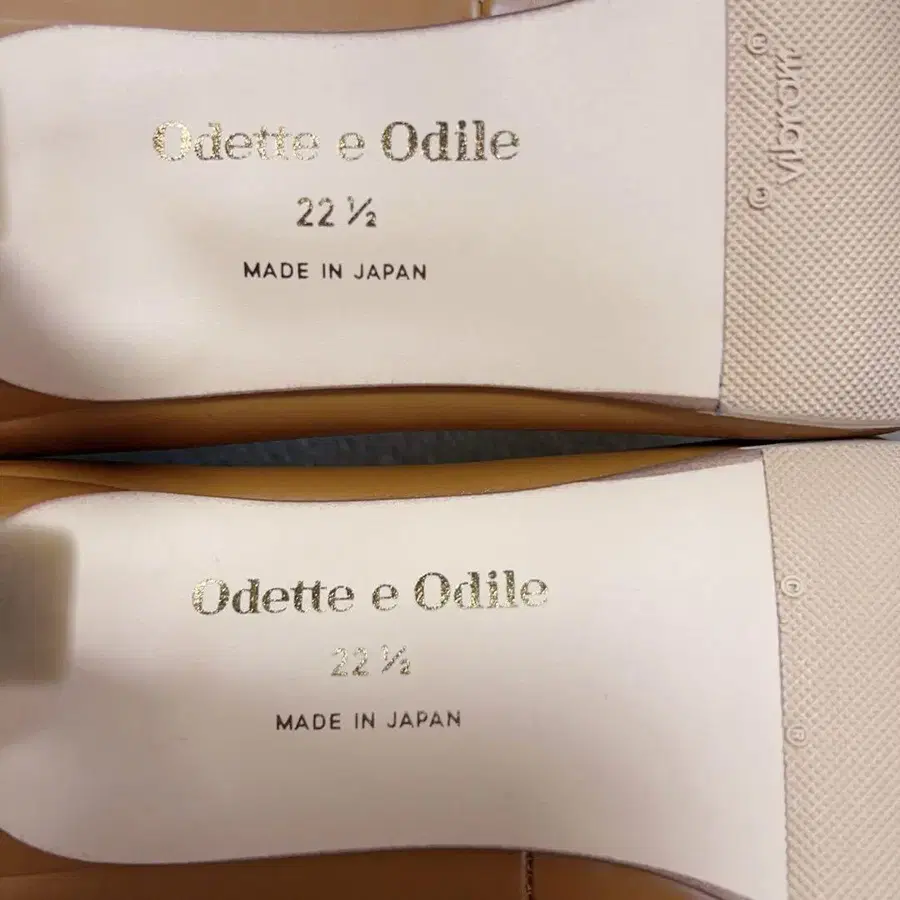 Odette e Odile
22 ½
MADE IN JAPAN
® vibram ©
Odette e Odile
22 ½
MADE IN JAPAN
©
®